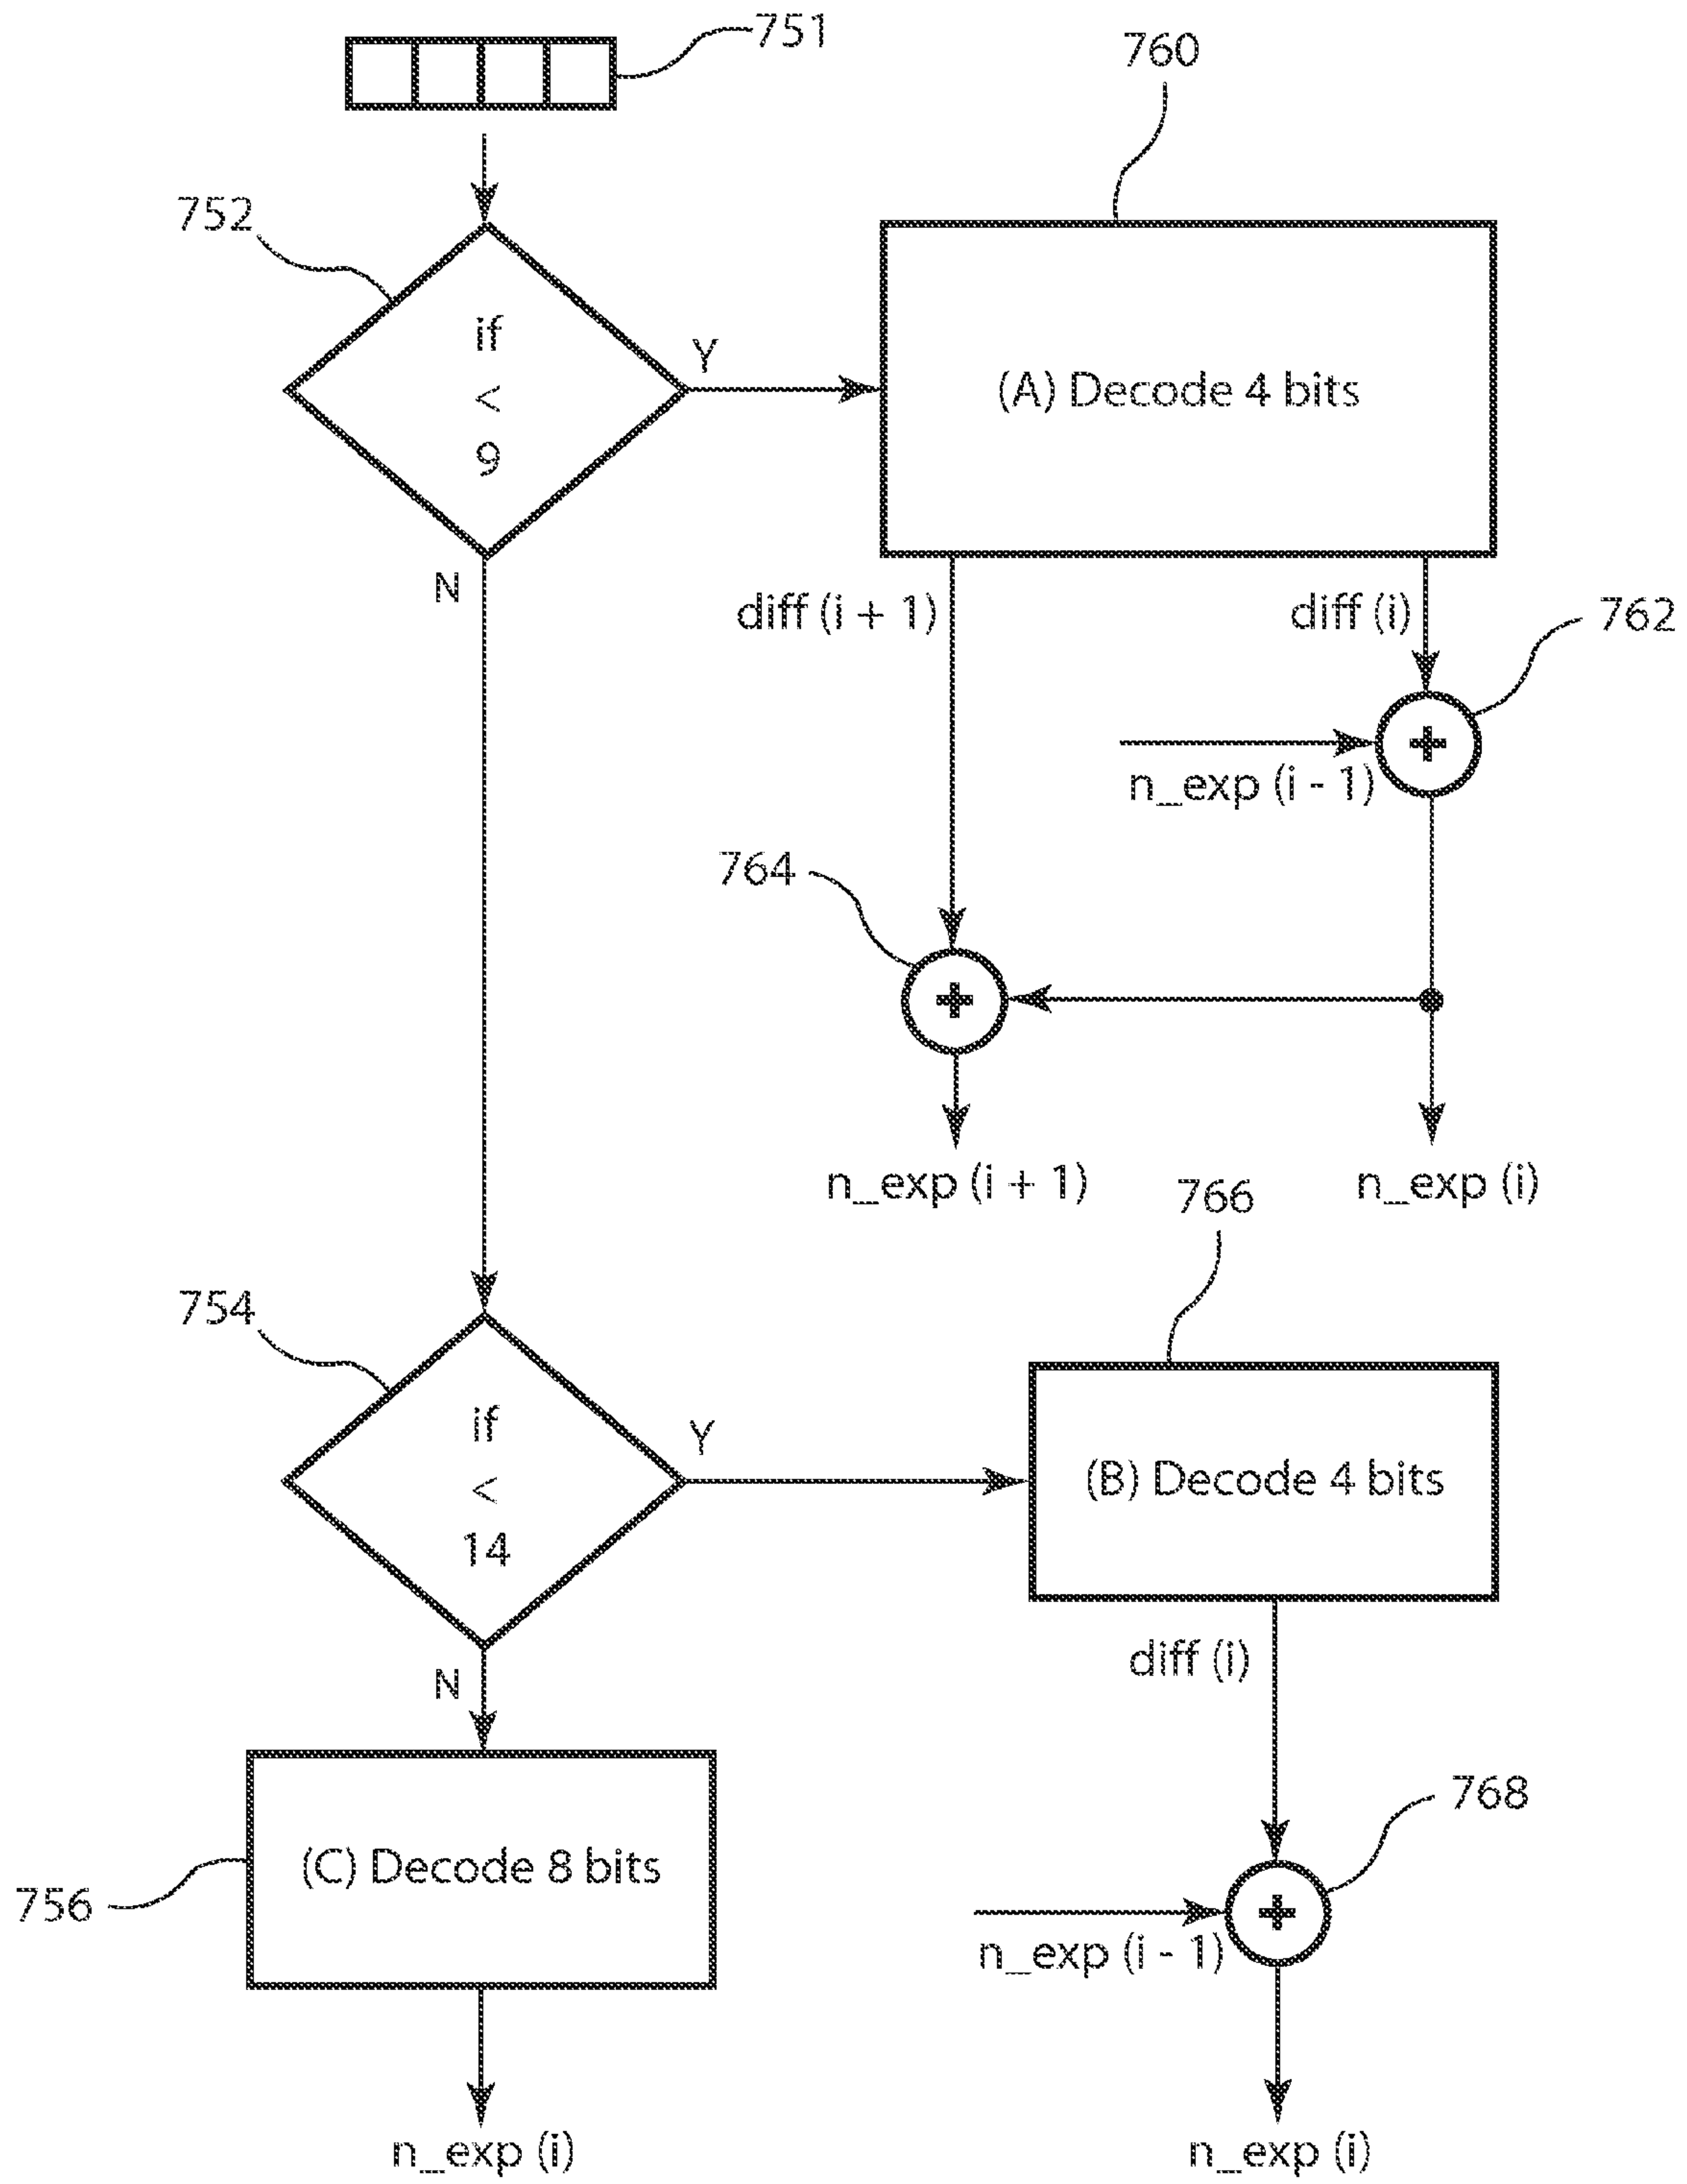 751
760
752
if
<
9
Y
(A) Decode 4 bits
N
diff (i + 1)
diff (i)
762
+
n_exp (i - 1)
764
+
n_exp (i + 1)
n_exp (i)
766
754
if
<
14
Y
(B) Decode 4 bits
N
diff (i)
756
(C) Decode 8 bits
768
+
n_exp (i - 1)
n_exp (i)
n_exp (i)